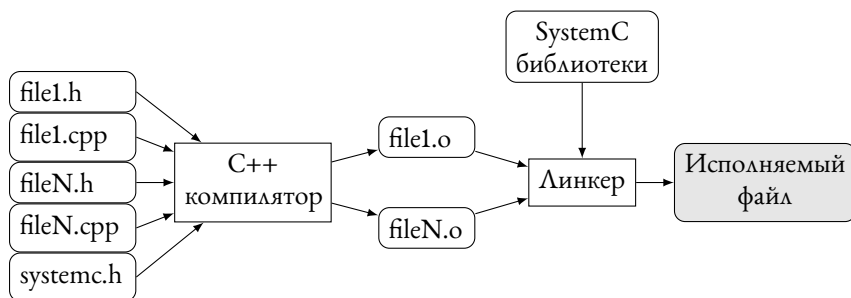 SystemC
библиотеки
file1.h
file1.cpp
fileN.h
fileN.cpp
systemc.h
C++
компилятор
file1.o
fileN.o
Линкер
Исполняемый
файл